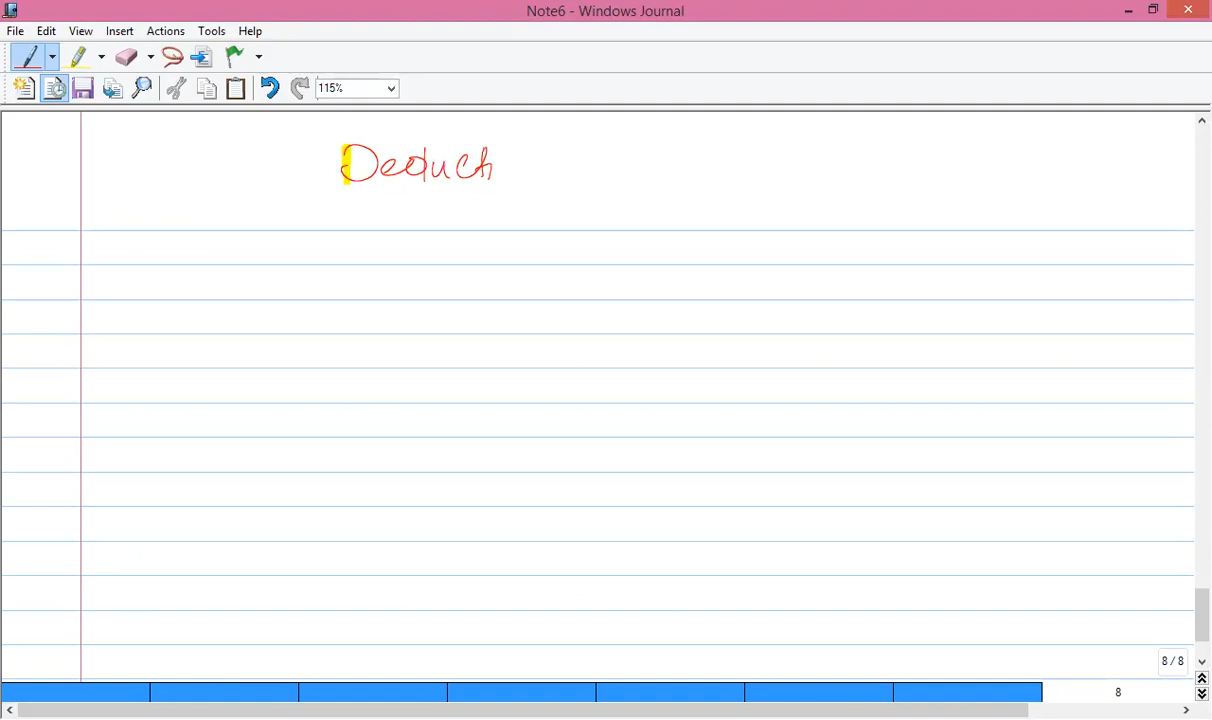 Note6 - Windows Journal
File Edit View Insert Actions Tools Help
115%
Deduct
8 / 8
8